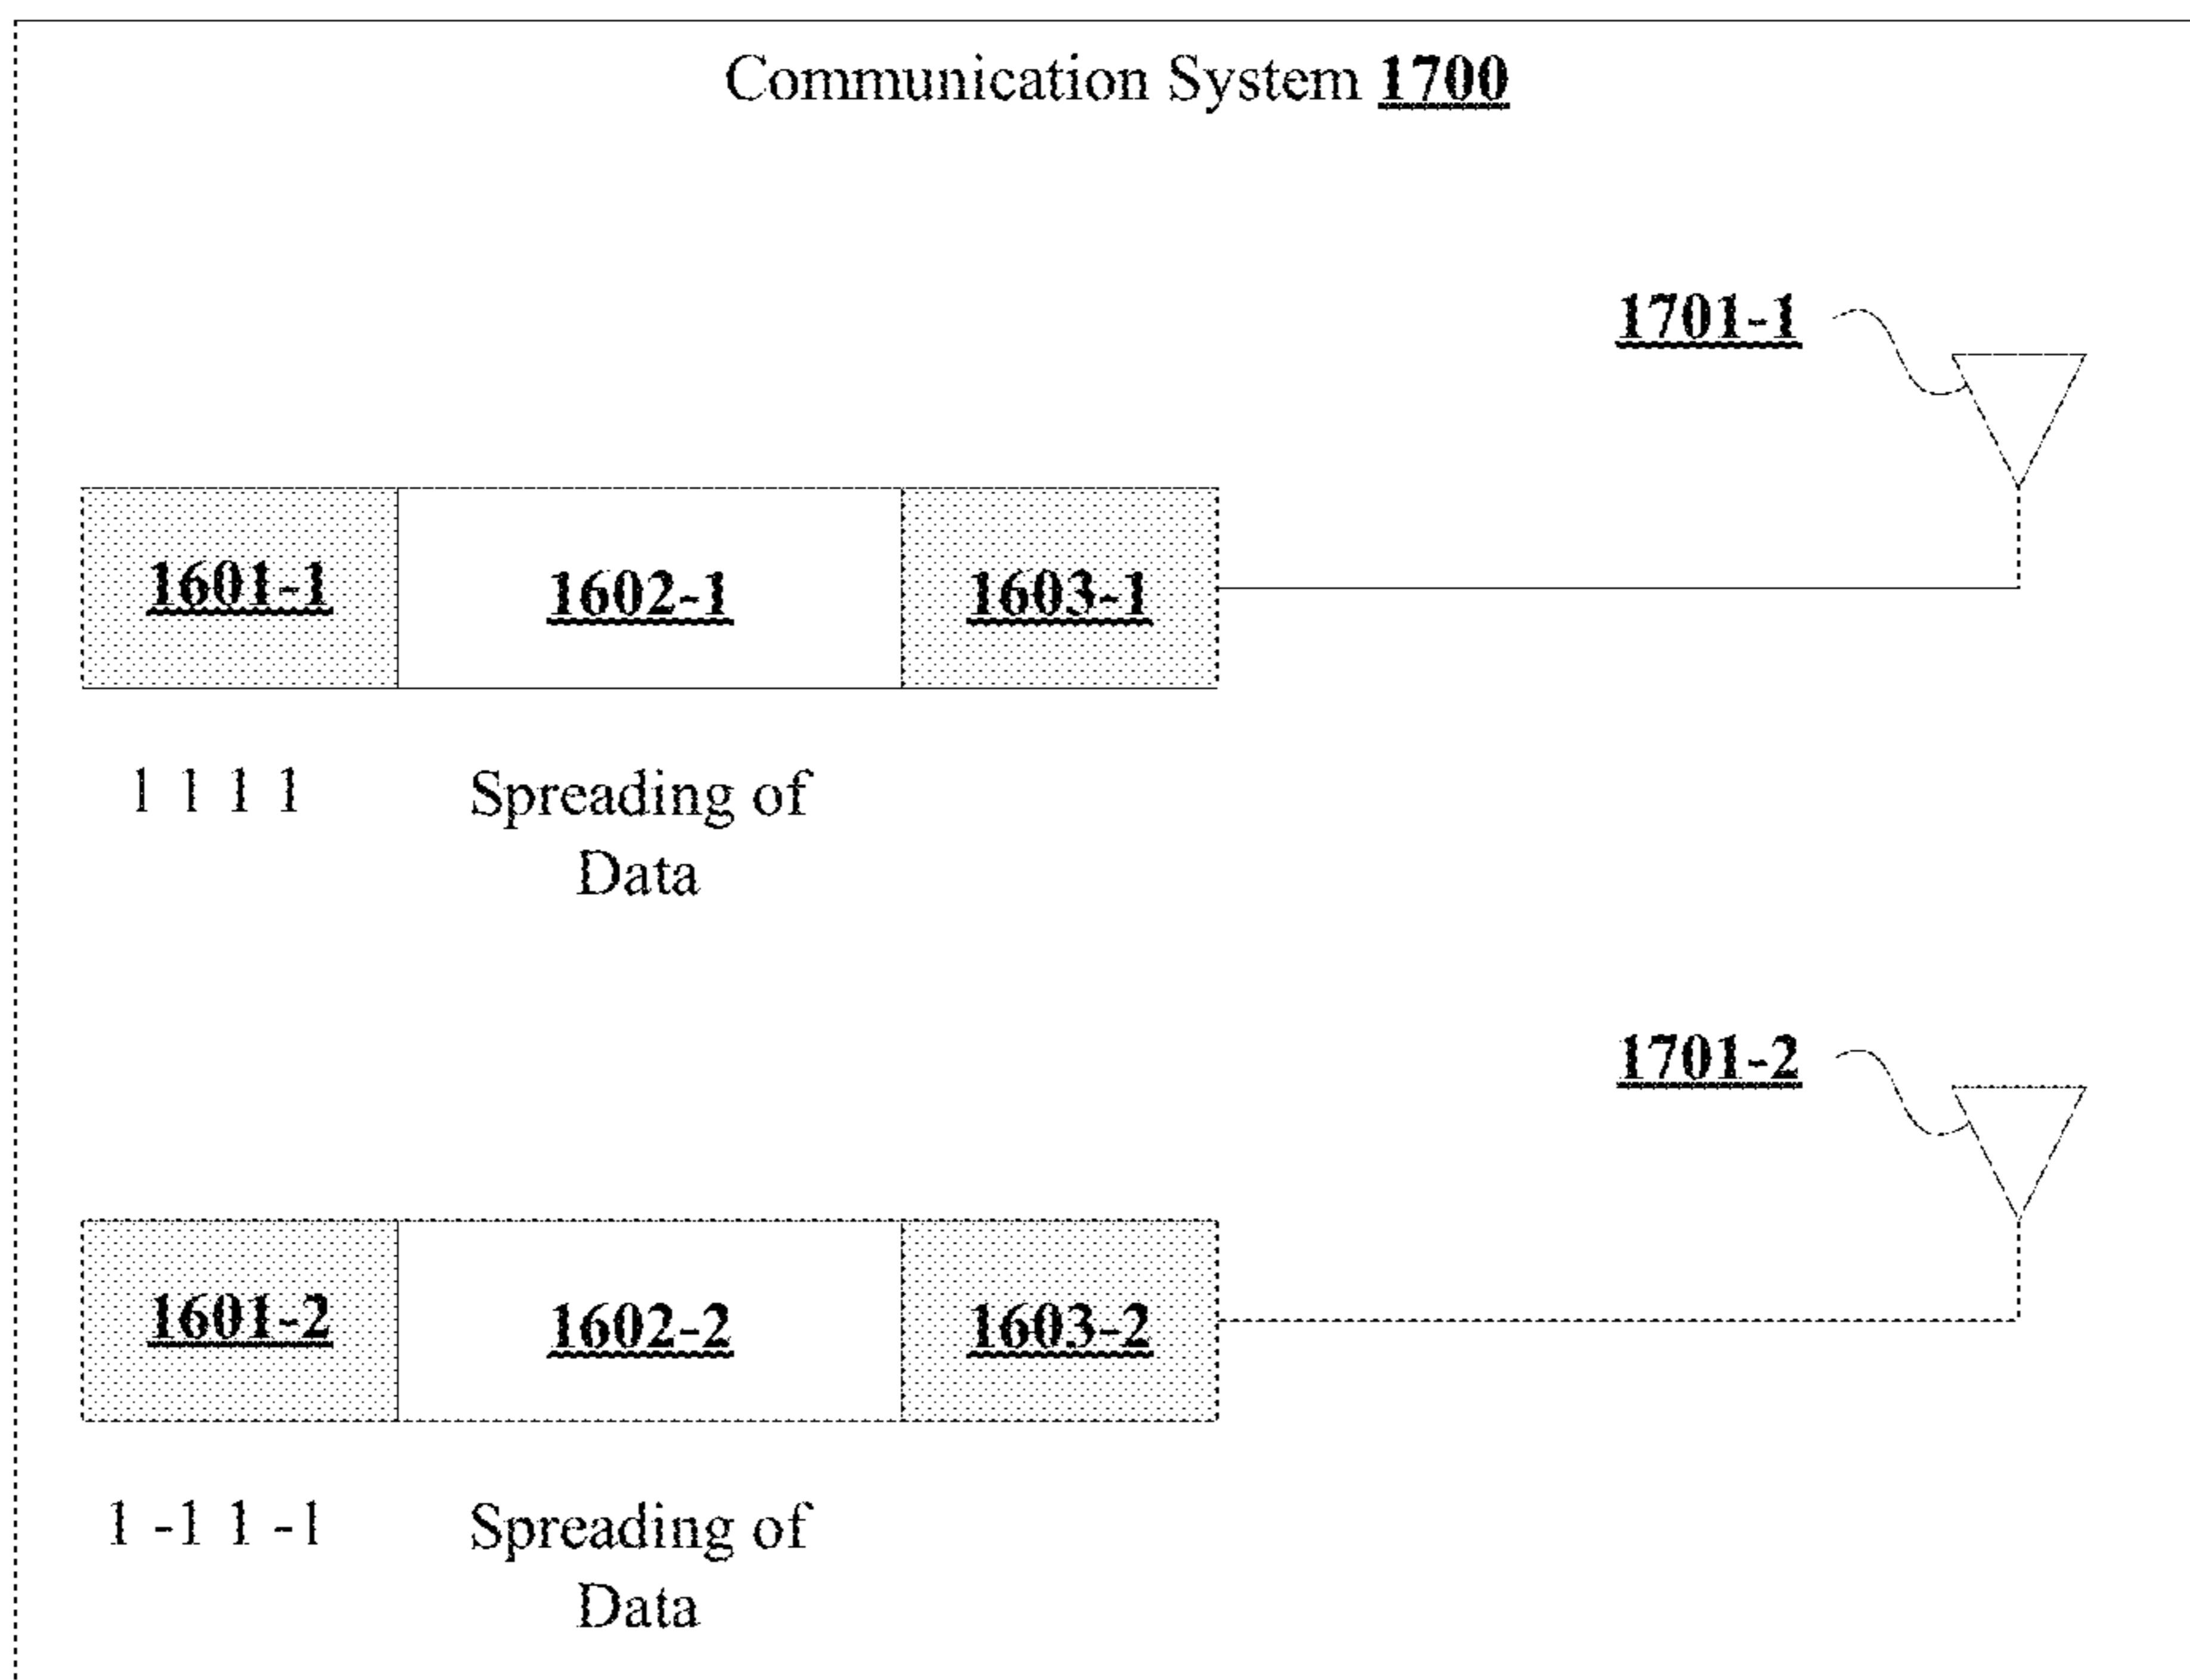 Communication System 1700
1701-1
1601-1 1602-1 1603-1
1 1 1 1 Spreading of
Data
1701-2
1601-2 1602-2 1603-2
1 -1 1 -1 Spreading of
Data